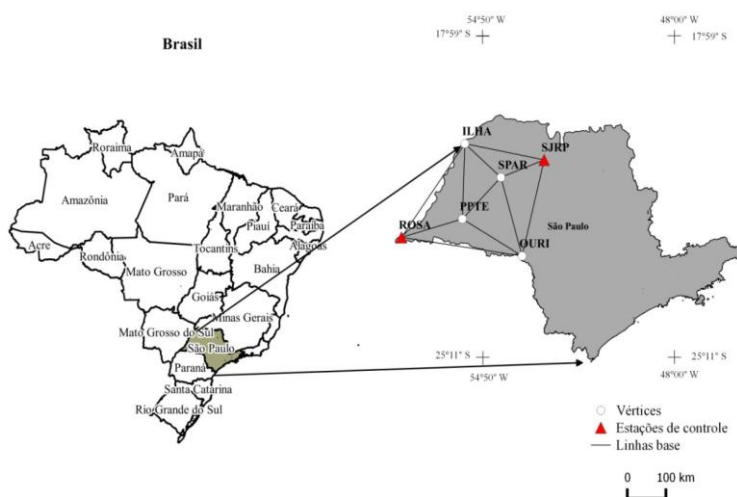 Brasil
54°50" S
48°00" S
17°59" S
17°59" S
ILHA
SJRP
SPAR
PPTE
ROSA
São Paulo
OURI
Roraima
Amapá
Amazônia
Pará
Maranhão
Ceará
Piauí
Paraíba
Acre
Rondônia
Tocantins
Alagoas
Mato Grosso
Bahia
Goiás
Minas Gerais
Mato Grosso do Sul
São Paulo
Paraná
Santa Catarina
Rio Grande do Sul
25°11" S
25°11" S
54°50" S
48°00" S
Vértices
Estações de controle
Linhas base
0 100 km